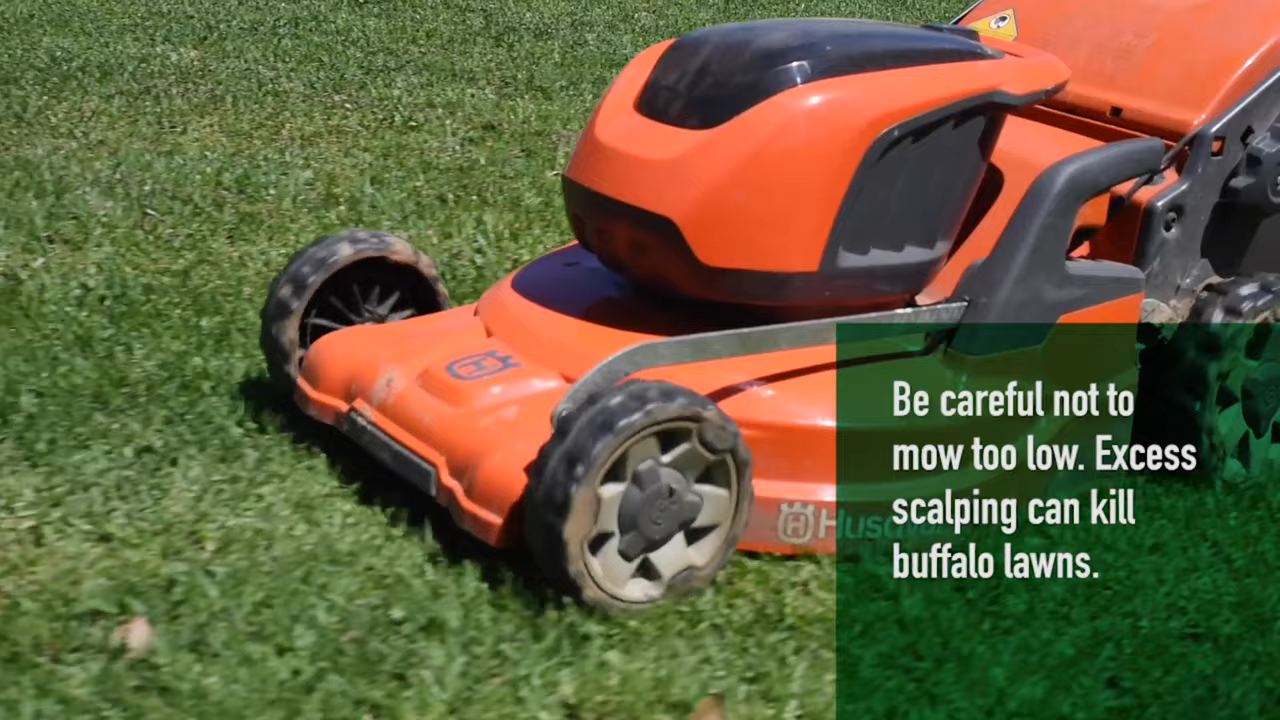 Be careful not to
mow too low. Excess
scalping can kill
buffalo lawns.